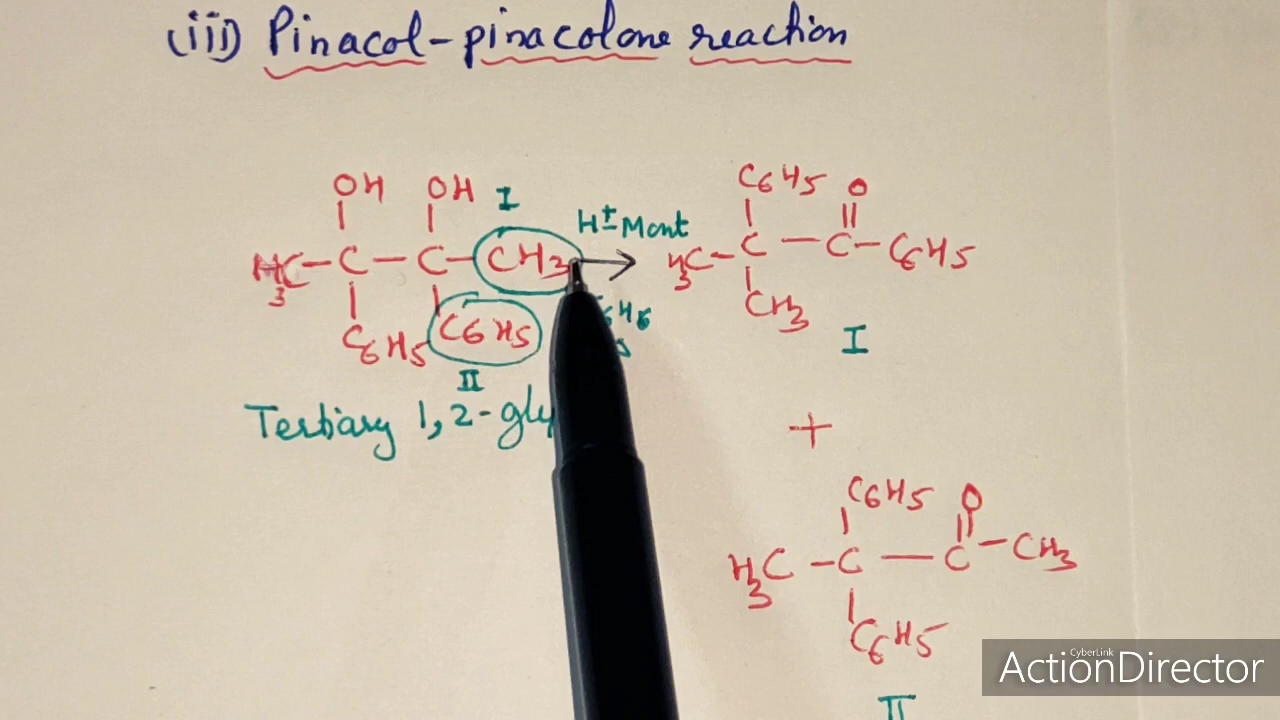 (iii) Pinacol-pinacolone reaction
OH OH I
H+-Mont
H3C-C-C-CH3
C6H5 C6H5
II
Tertiary 1,2-
C6H5 O
H3C-C-C-C6H5
CH3
I
+
C6H5 O
H3C-C-C-CH3
C6H5
II
CyberLink
ActionDirector